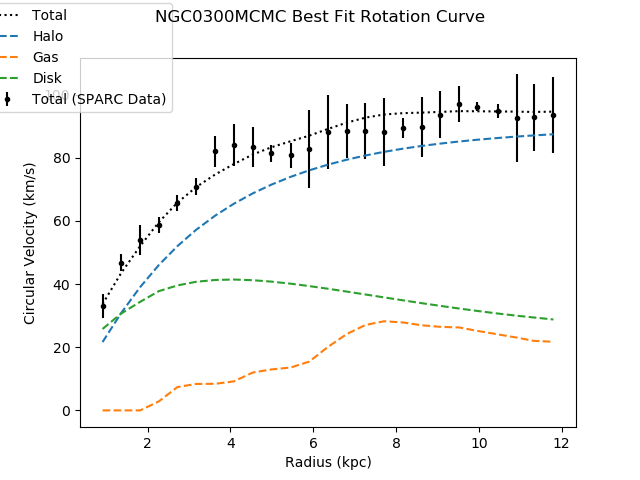 NGC0300MCMC Best Fit Rotation Curve
Total
Halo
Gas
Disk
Total (SPARC Data)
100
80
60
40
20
0
Circular Velocity (km/s)
2 4 6 8 10 12
Radius (kpc)